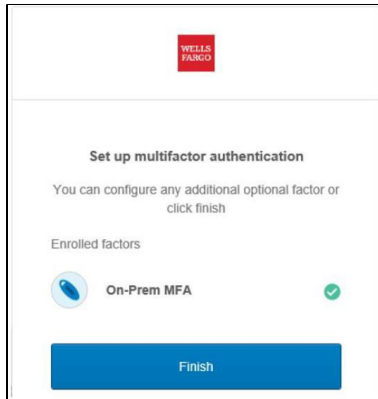 WELLS
FARGO
Set up multifactor authentication
You can configure any additional optional factor or
click finish
Enrolled factors
On-Prem MFA
Finish